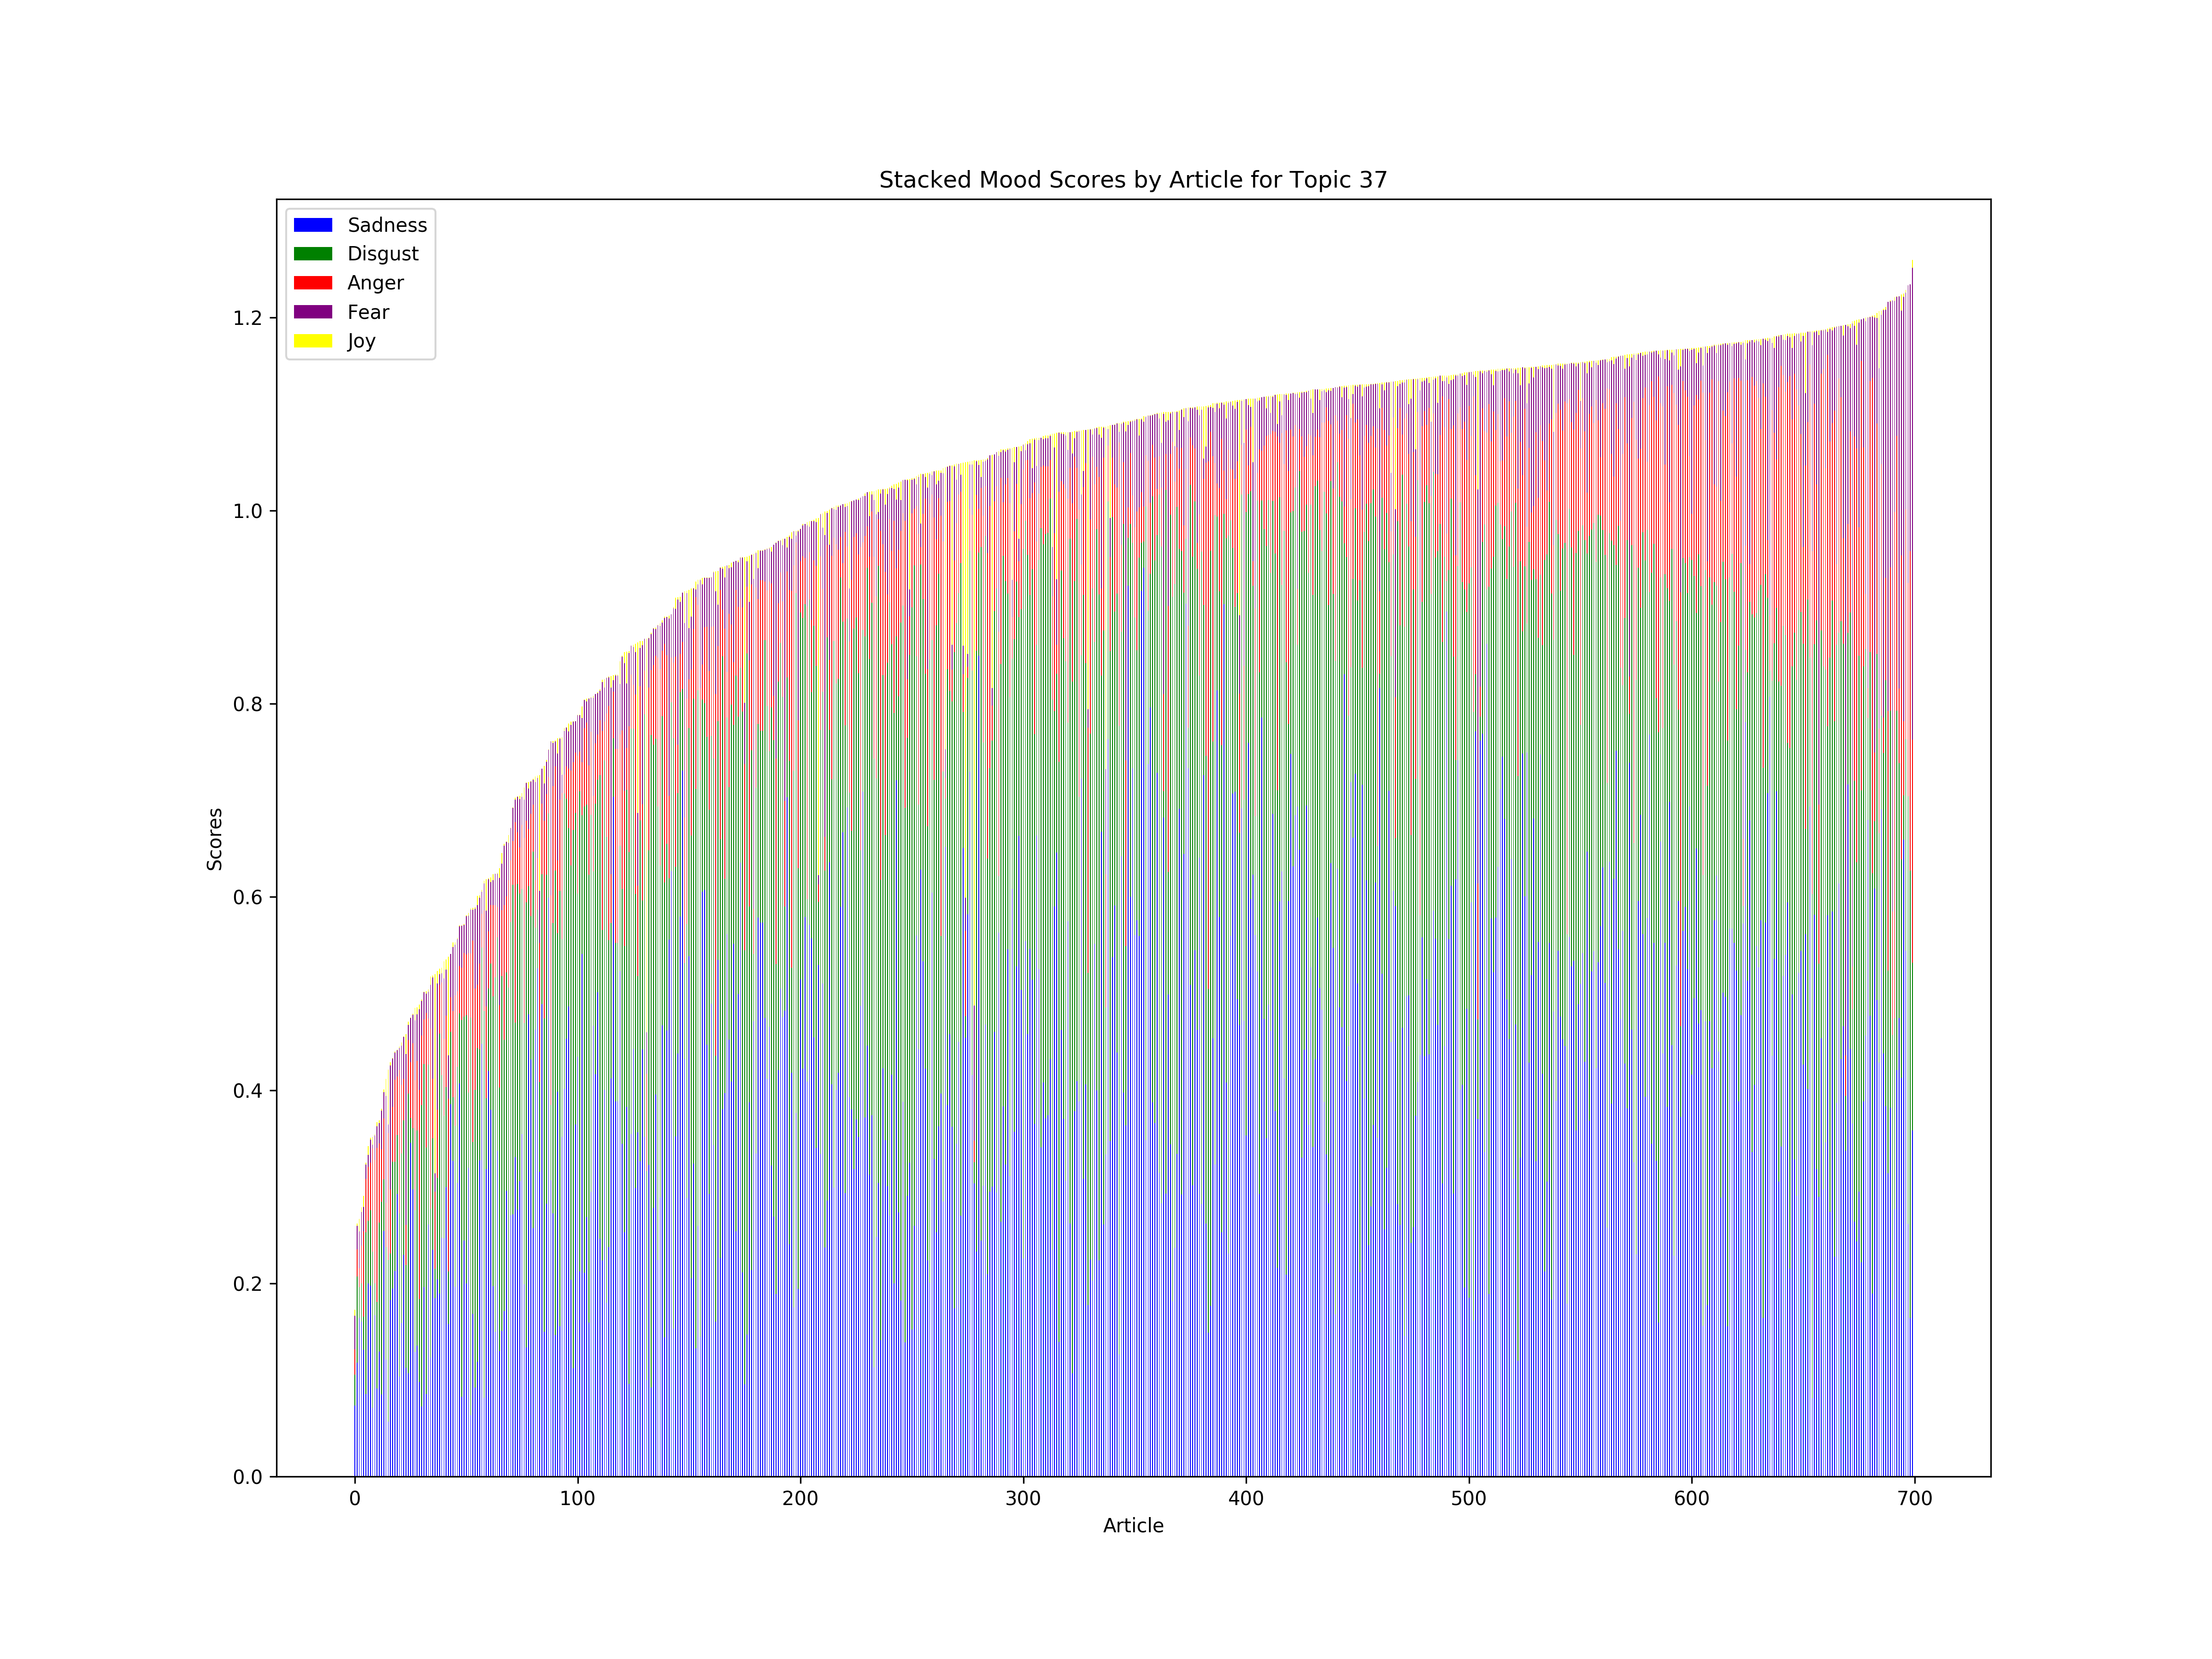 Stacked Mood Scores by Article for Topic 37
Sadness
Disgust
Anger
Fear
Joy
1.2
1.0
0.8
0.6
0.4
0.2
0.0
Scores
0 100 200 300 400 500 600 700
Article